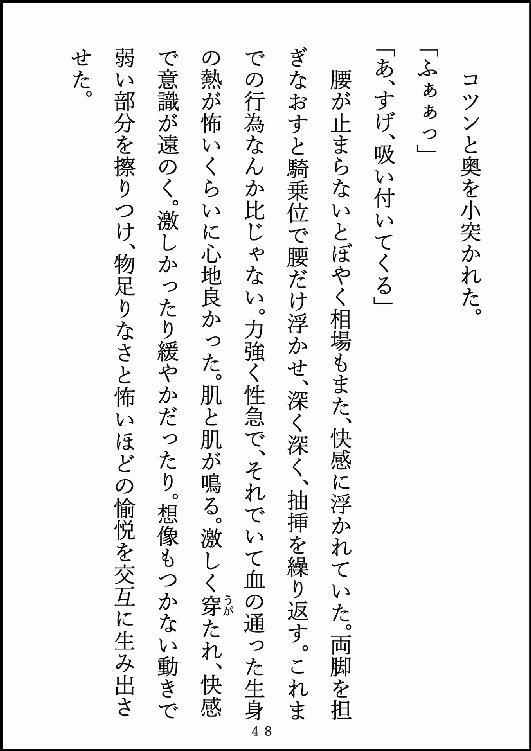 コツンと奥を小突かれた。
「ふぁぁっ」
「あ、すげ、吸い付いてくる」
腰が止まらないとぼやく相場もまた、快感に浮かれていた。両脚を担
ぎなおすと騎乗位で腰だけ浮かせ、深く深く、抽挿を繰り返す。これま
での行為なんか比じゃない。力強く性急で、それでいて血の通った生身
の熱が怖いくらいに心地良かった。肌と肌が鳴る。激しく穿たれ、快感
うが
で意識が遠のく。激しかったり緩やかだったり。想像もつかない動きで
弱い部分を擦りつけ、物足りなさと怖いほどの愉悦を交互に生み出さ
せた。
48